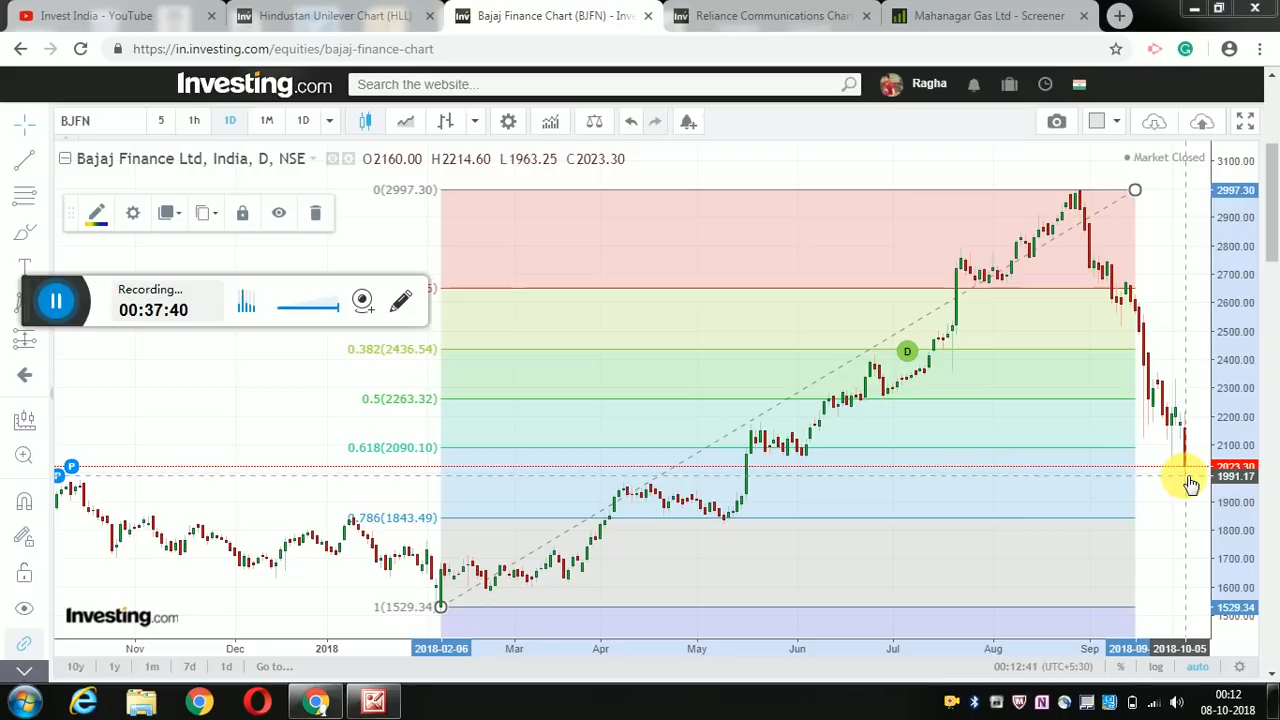 Invest India - YouTube
Hindustan Unilever Chart (HLL)
Bajaj Finance Chart (BJFN) - Inve
Reliance Communications Chart
Mahanagar Gas Ltd - Screener
https://in.investing.com/equities/bajaj-finance-chart
Investing.com
Search the website...
Ragha
BJFN 5 1h 1D 1M 1D
Bajaj Finance Ltd, India, D, NSE O2160.00 H2214.60 L1963.25 C2023.30
Market Closed
3100.00
0(2997.30)
2997.30
2900.00
2800.00
2700.00
Recording...
00:37:40
2600.00
2500.00
0.382(2436.54)
D
2400.00
0.5(2263.32)
2300.00
2200.00
0.618(2090.10)
2100.00
P
2023.30
P
1991.17
1900.00
0.786(1843.49)
1800.00
1700.00
1600.00
1(1529.34)
1529.34
1500.00
Investing.com
Nov Dec 2018 2018-02-06 Mar Apr May Jun Jul Aug Sep 2018-09- 2018-10-05
10y 1y 1m 7d 1d Go to...
00:12:41 (UTC+5:30) % log auto
00:12
08-10-2018